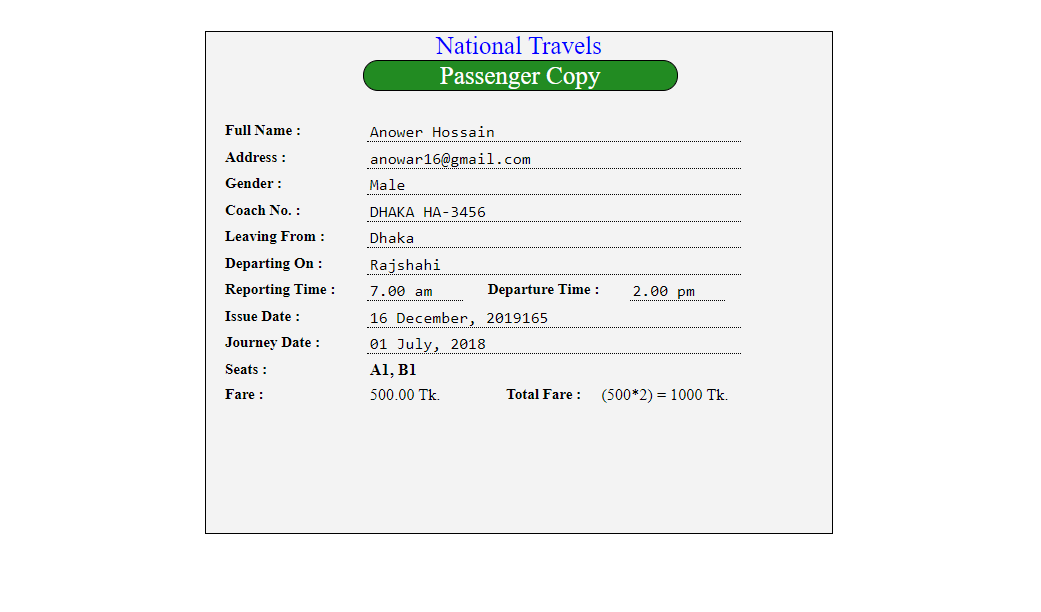 National Travels
Passenger Copy
Full Name : Anower Hossain
Address : anowar16@gmail.com
Gender : Male
Coach No. : DHAKA HA-3456
Leaving From : Dhaka
Departing On : Rajshahi
Reporting Time : 7.00 am Departure Time : 2.00 pm
Issue Date : 16 December, 2019165
Journey Date : 01 July, 2018
Seats : A1, B1
Fare : 500.00 Tk. Total Fare : (500*2) = 1000 Tk.